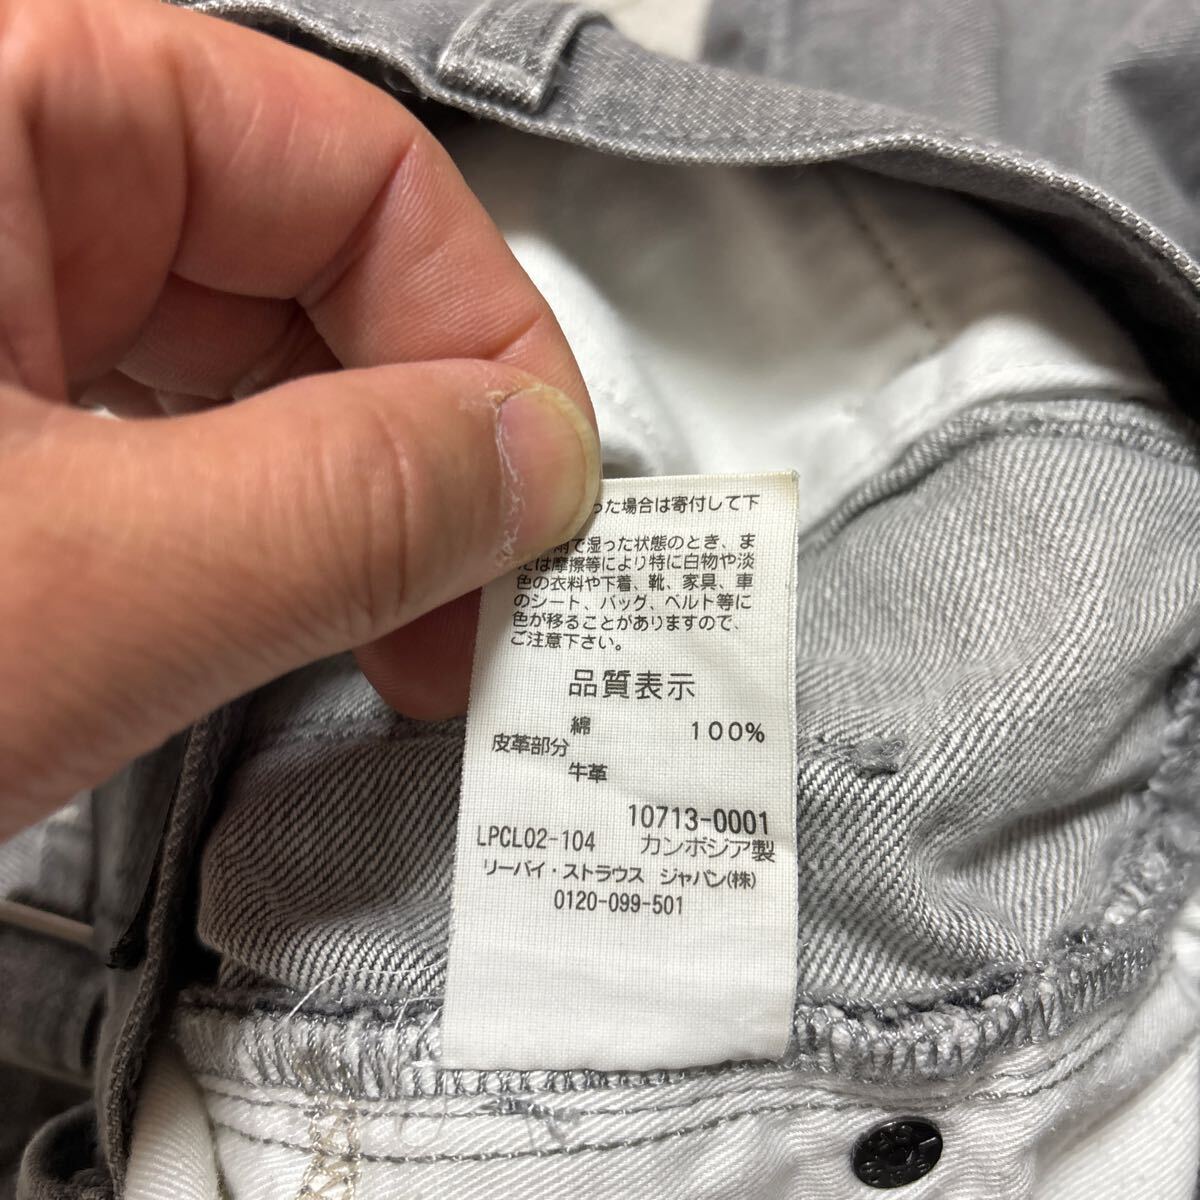 った場合は寄付して下
雨で湿った状態のとき、ま
たは摩擦等により特に白物や淡
色の衣料や下着、靴、家具、車
のシート、バッグ、ベルト等に
色が移ることがありますので、
ご注意下さい。
品質表示
綿 100%
皮革部分
牛革
10713-0001
LPCL02-104 カンボジア製
リーバイ・ストラウス ジャパン(株)
0120-099-501